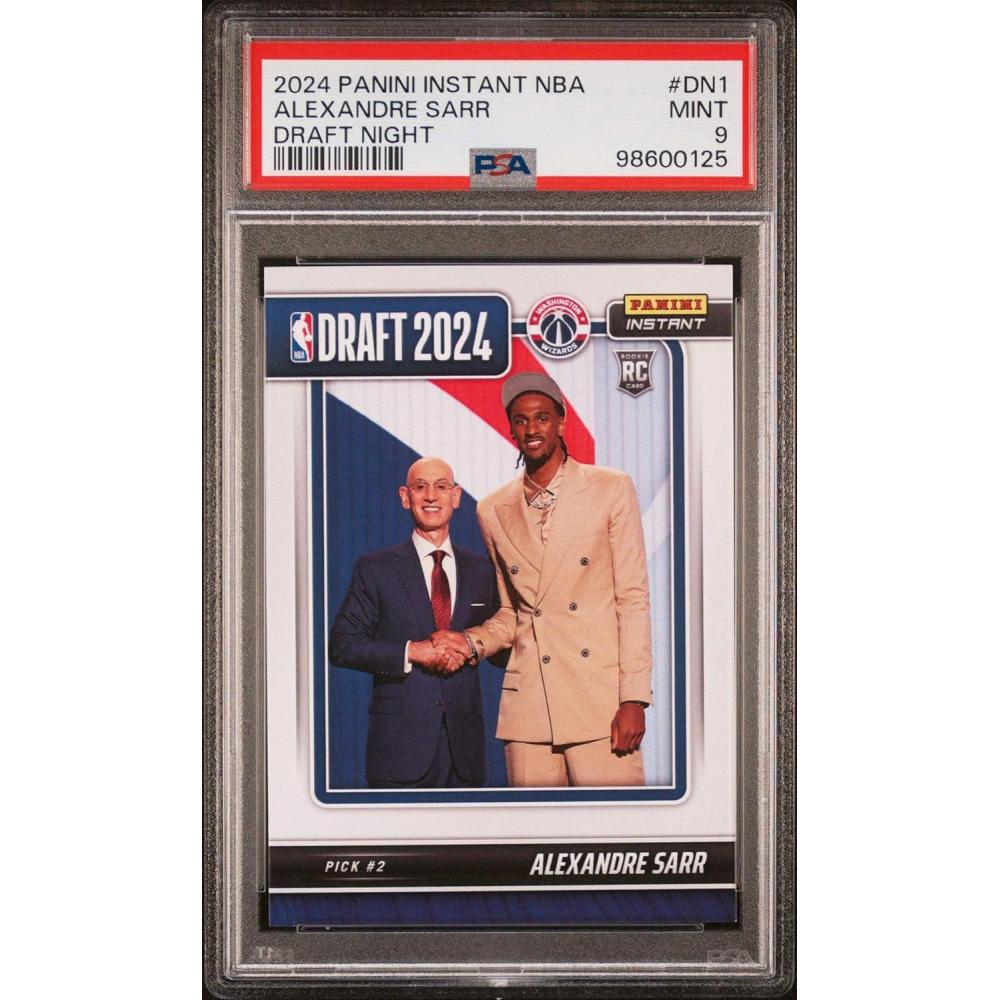 2024 PANINI INSTANT NBA #DN1
ALEXANDRE SARR MINT
DRAFT NIGHT 9
PSA 98600125
NBA DRAFT 2024
WASHINGTON
WIZARDS
PANINI
INSTANT
ROOKIE
RC
CARD
PICK #2
ALEXANDRE SARR
PSA